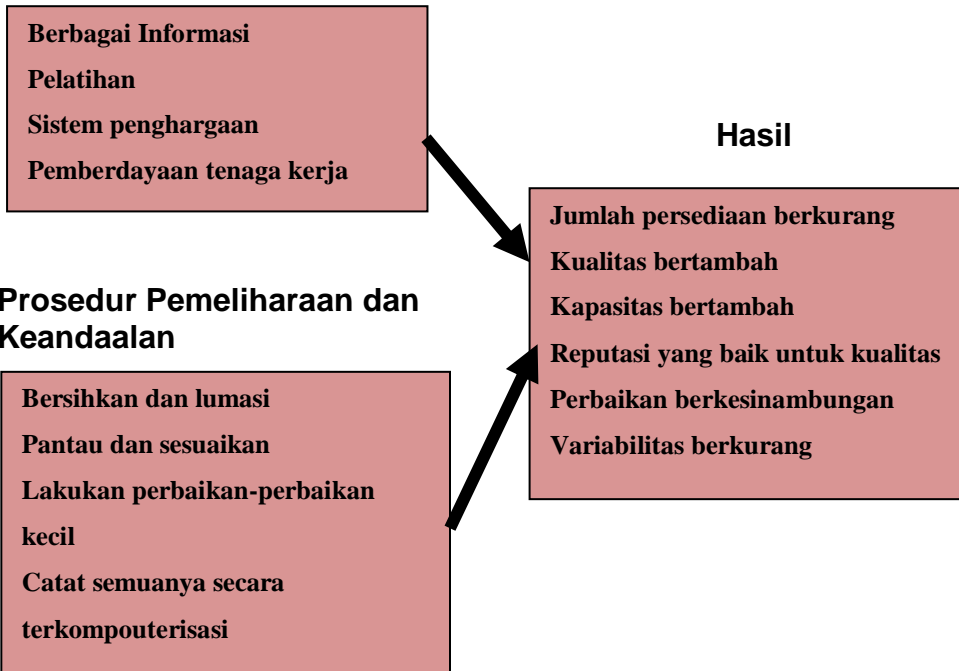 Berbagai Informasi
Pelatihan
Sistem penghargaan
Pemberdayaan tenaga kerja
Hasil
Jumlah persediaan berkurang
Kualitas bertambah
Kapasitas bertambah
Reputasi yang baik untuk kualitas
Perbaikan berkesinambungan
Variabilitas berkurang
Prosedur Pemeliharaan dan
Keandaalan
Bersihkan dan lumasi
Pantau dan sesuaikan
Lakukan perbaikan-perbaikan
kecil
Catat semuanya secara
terkompouterisasi